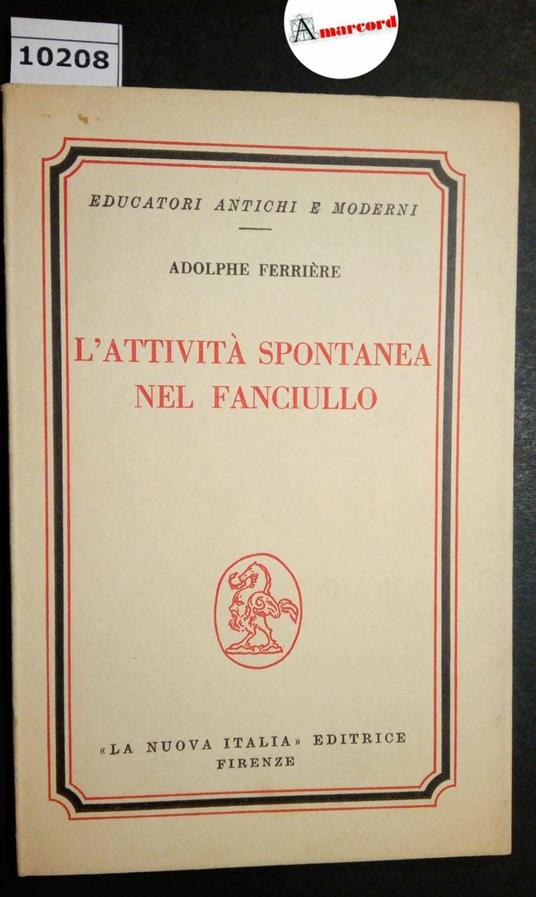 10208
Amarcord
EDUCATORI ANTICHI E MODERNI
ADOLPHE FERRIÈRE
L'ATTIVITÀ SPONTANEA
NEL FANCIULLO
«LA NUOVA ITALIA» EDITRICE
FIRENZE